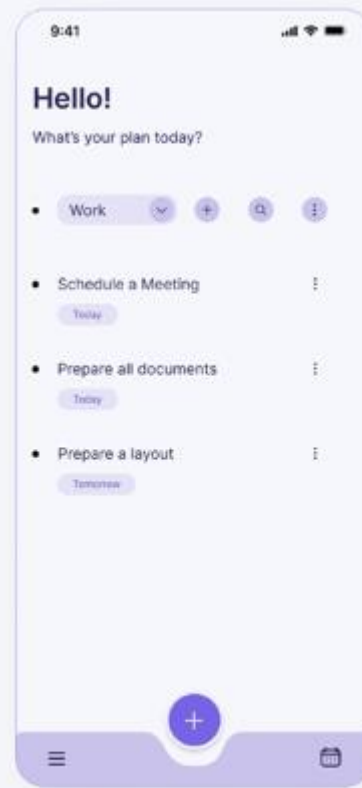 9:41
Hello!
What's your plan today?
Work
Schedule a Meeting
Today
Prepare all documents
Today
Prepare a layout
Tomorrow